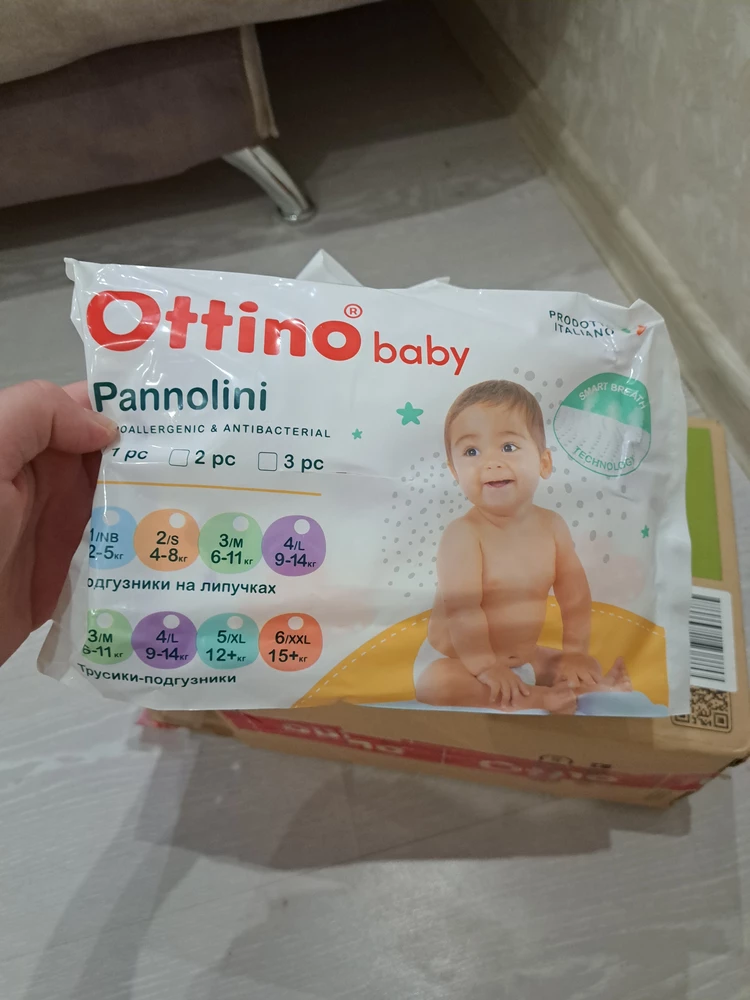 Ottino® baby
PRODOTTO
ITALIANO
Pannolini
OALLERGENIC & ANTIBACTERIAL
SMART BREATH
TECHNOLOGY
1 pc 2 pc 3 pc
1/NB 2/S 3/M 4/L
2-5кг 4-8кг 6-11кг 9-14кг
одгузники на липучках
3/M 4/L 5/XL 6/XXL
6-11кг 9-14кг 12+кг 15+кг
Трусики-подгузники